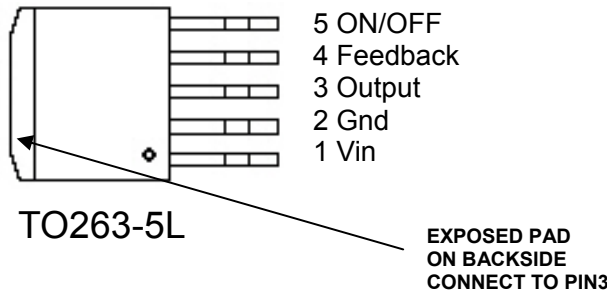 5 ON/OFF
4 Feedback
3 Output
2 Gnd
1 Vin
TO263-5L
EXPOSED PAD
ON BACKSIDE
CONNECT TO PIN3